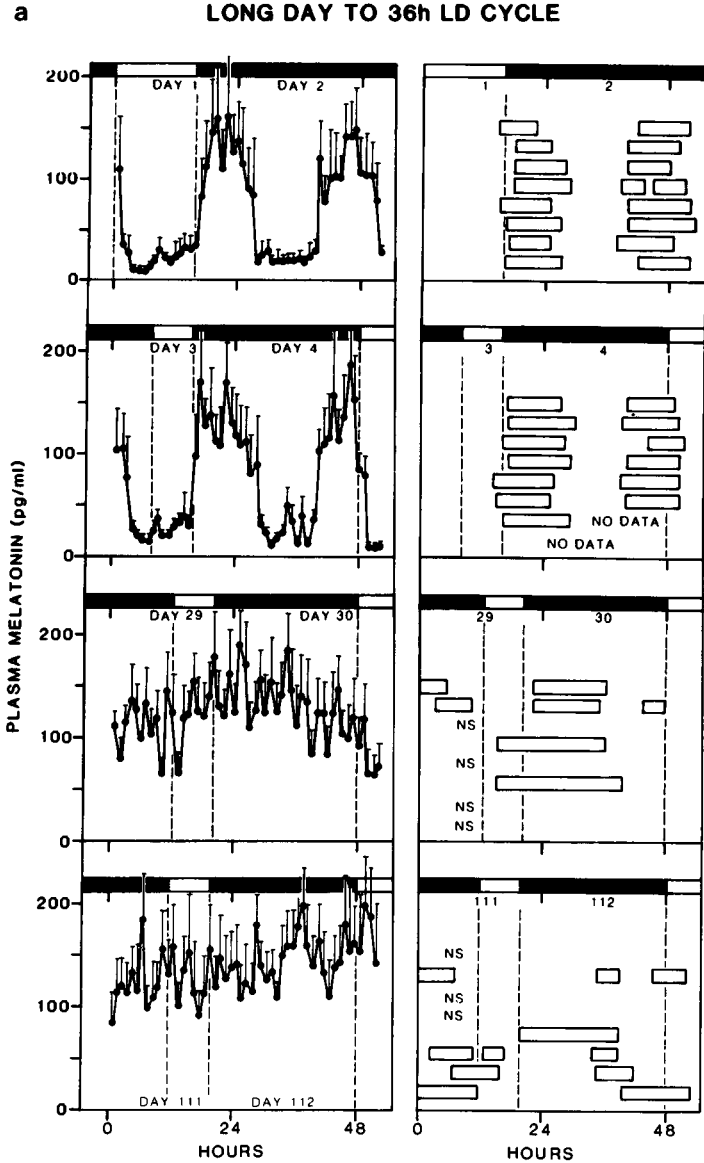 a
LONG DAY TO 36h LD CYCLE
200
DAY 1
DAY 2
1
2
100
0
200
DAY 3
DAY 4
3
4
100
NO DATA
NO DATA
0
PLASMA MELATONIN (pg/ml)
DAY 29
DAY 30
29
30
200
NS
100
NS
NS
NS
0
111
112
200
NS
NS
100
NS
DAY 111
DAY 112
0
0
24
48
0
24
48
HOURS
HOURS